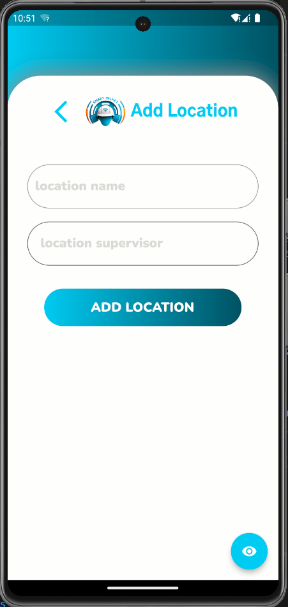 10:51
Add Location
location name
location supervisor
ADD LOCATION